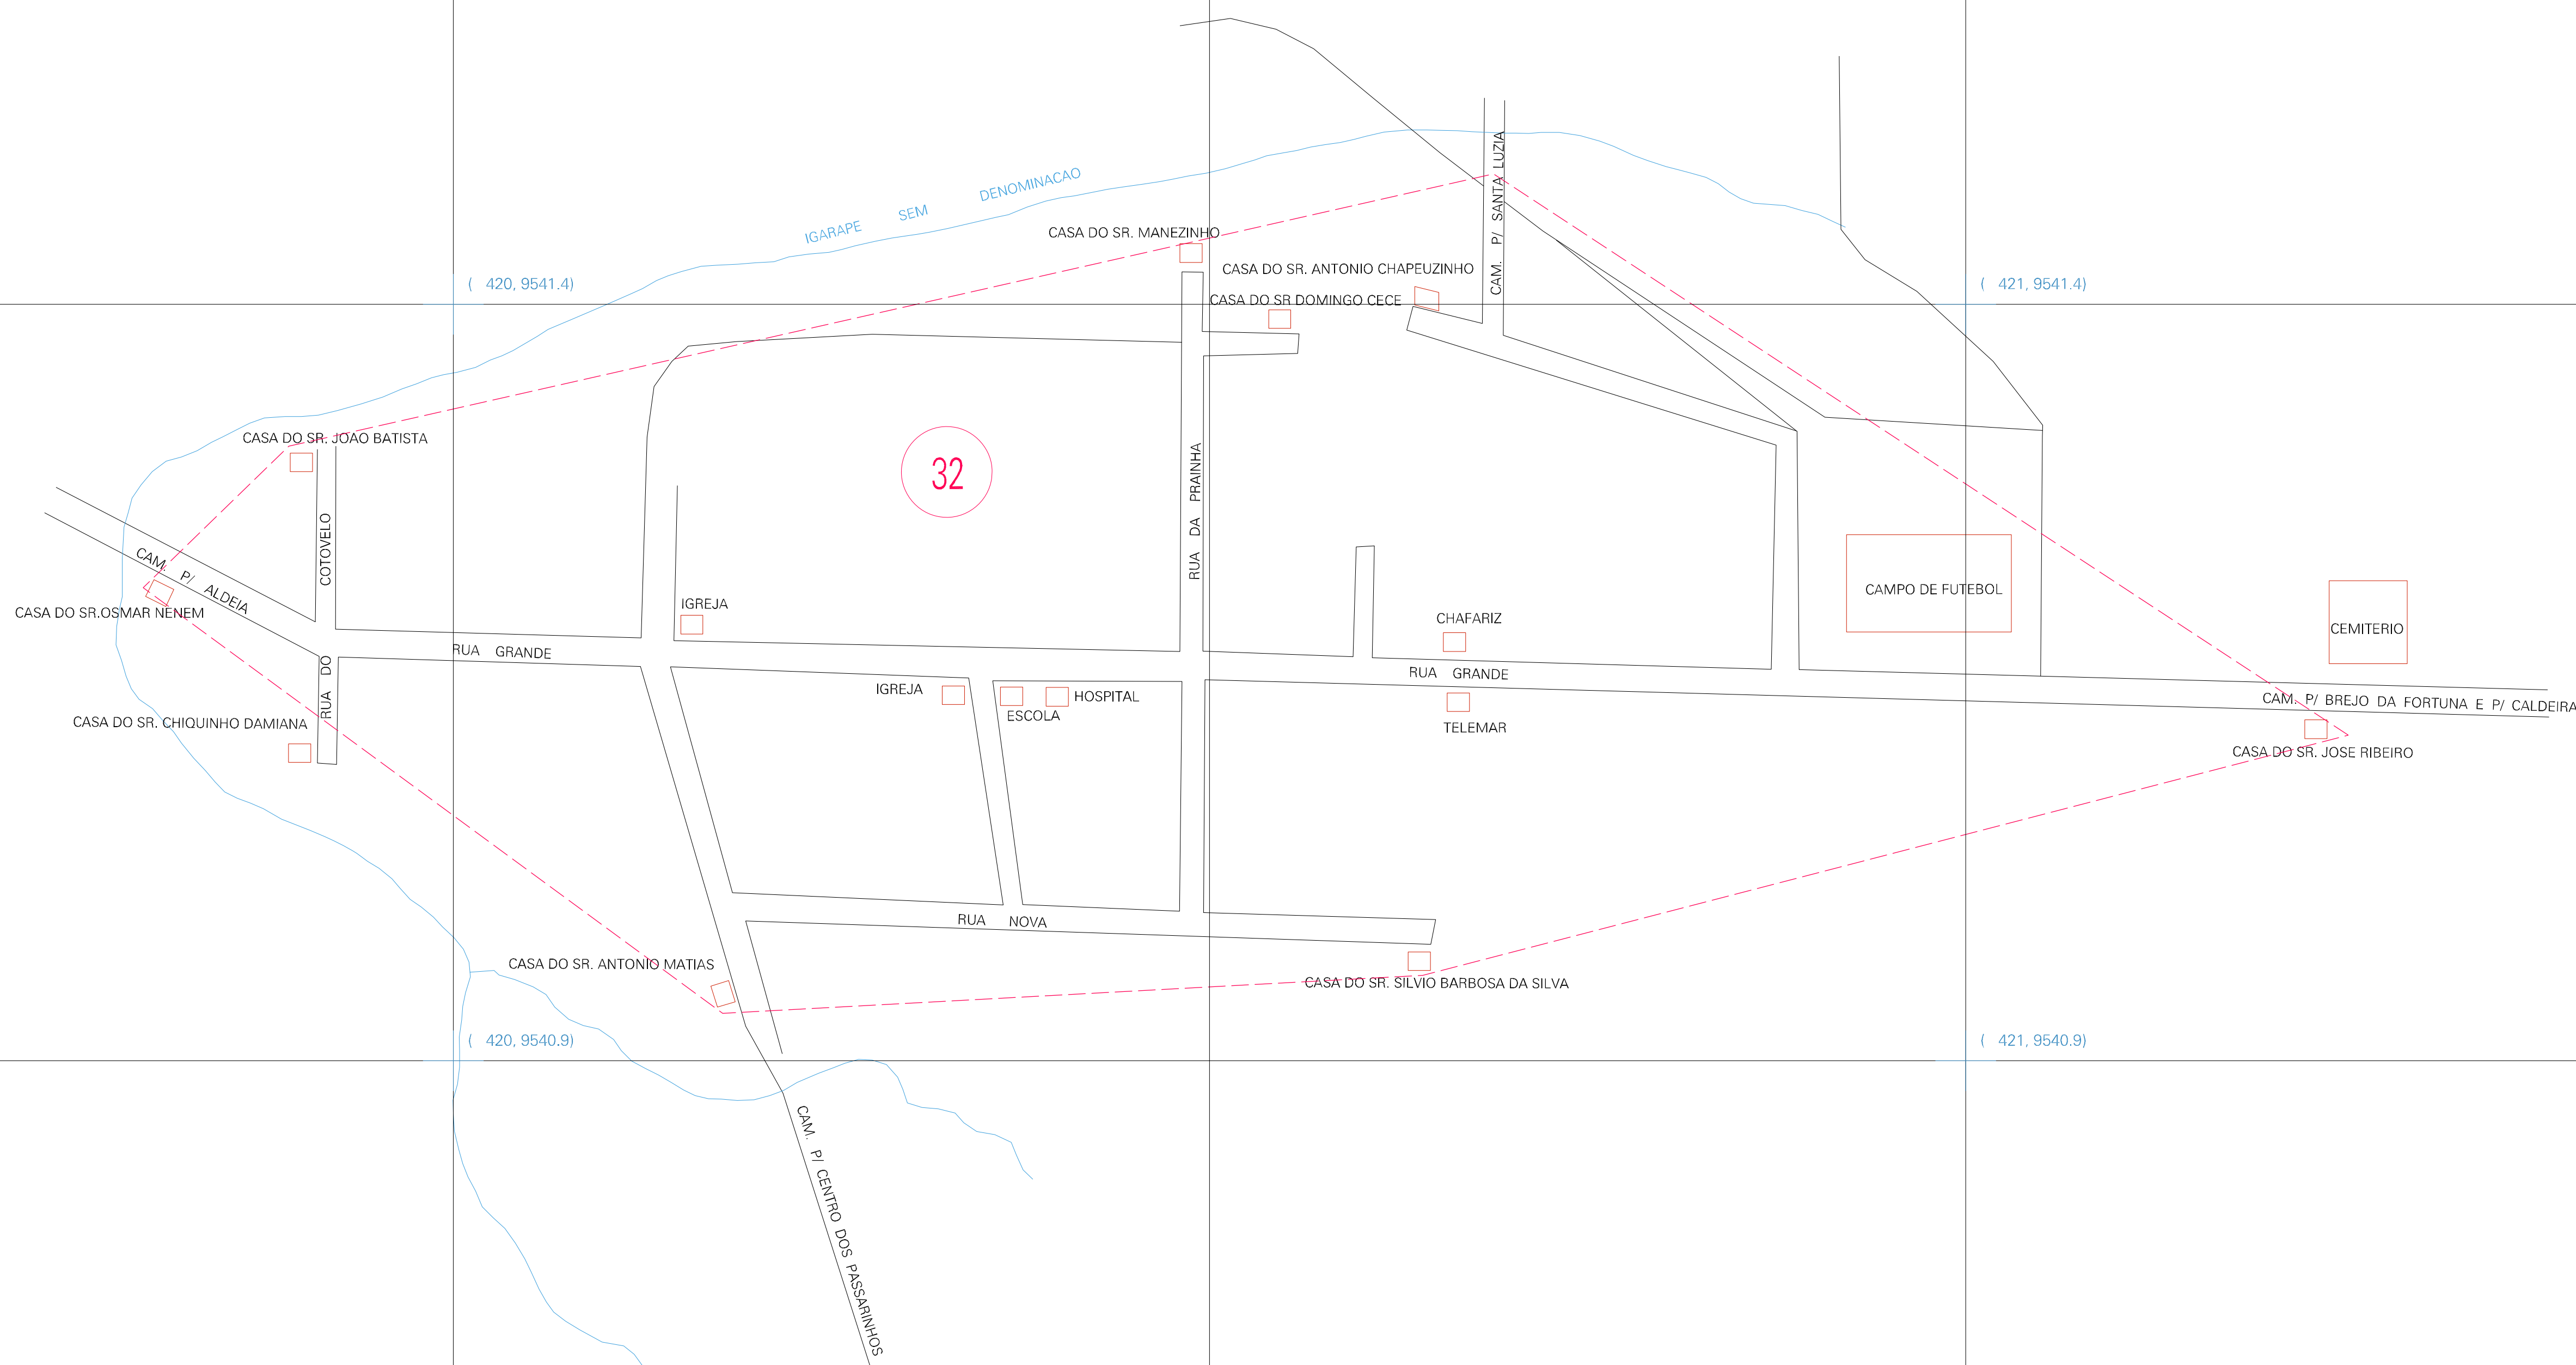 CAM. P/ SANTA LUZIA
IGARAPE SEM DENOMINACAO
CASA DO SR. MANEZINHO
CASA DO SR. ANTONIO CHAPEUZINHO
( 420, 9541.4)
( 421, 9541.4)
CASA DO SR DOMINGO CECE
CASA DO SR. JOAO BATISTA
32
RUA DA PRAINHA
RUA DO COTOVELO
CAM. P/ ALDEIA
CASA DO SR.OSMAR NENEM
IGREJA
CHAFARIZ
CAMPO DE FUTEBOL
CEMITERIO
RUA GRANDE
RUA GRANDE
IGREJA
ESCOLA
HOSPITAL
TELEMAR
CAM. P/ BREJO DA FORTUNA E P/ CALDEIRA
CASA DO SR. CHIQUINHO DAMIANA
CASA DO SR. JOSE RIBEIRO
RUA NOVA
CASA DO SR. ANTONIO MATIAS
CASA DO SR. SILVIO BARBOSA DA SILVA
( 420, 9540.9)
( 421, 9540.9)
CAM. P/ CENTRO DOS PASSARINHOS